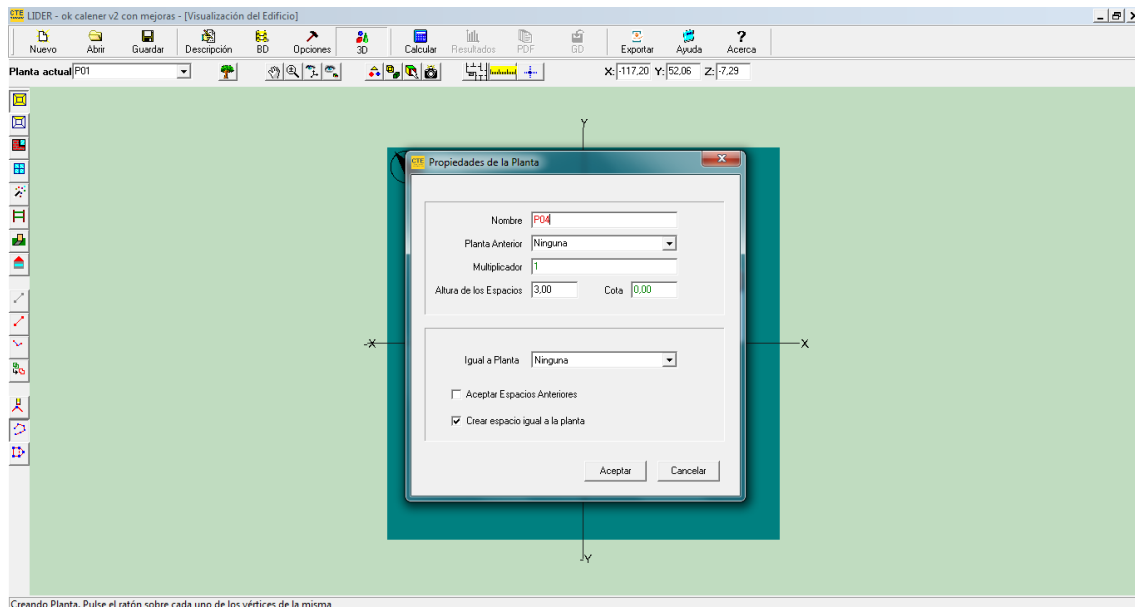 CTE LIDER - ok calener v2 con mejoras - [Visualización del Edificio]
Nuevo Abrir Guardar Descripción BD Opciones 3D Calcular Resultados PDF GD Exportar Ayuda Acerca
Planta actual P01 X: -117,20 Y: 52,06 Z: -7,29
Y
CTE Propiedades de la Planta
Nombre P04
Planta Anterior Ninguna
Multiplicador 1
Altura de los Espacios 3,00 Cota 0,00
-X X
Igual a Planta Ninguna
Aceptar Espacios Anteriores
Crear espacio igual a la planta
Aceptar Cancelar
-Y
Creando Planta. Pulse el ratón sobre cada uno de los vértices de la misma